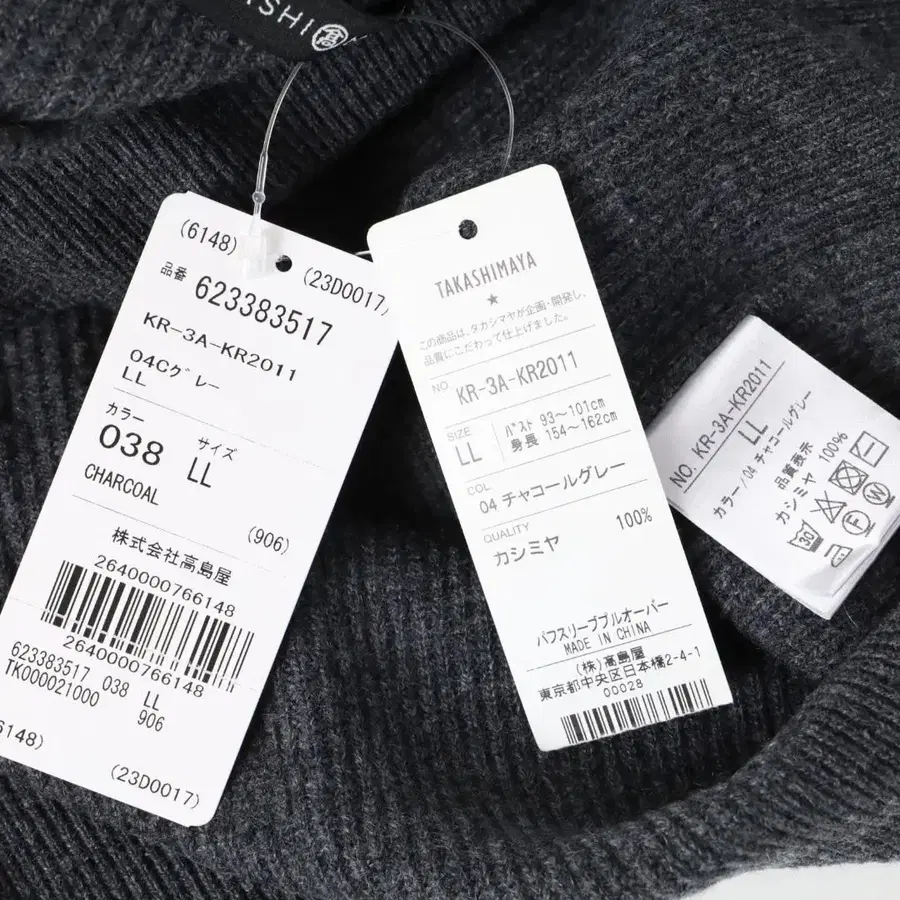 ASHI
髙
(6148)
(23D0017)
品番
623383517
KR-3A-KR2011
04Cグレー
LL
カラー
サイズ
038
LL
CHARCOAL
(906)
株式会社高島屋
2640000766148
2640000766148
623383517 038 LL
TK000021000 906
6148)
(23D0017)
TAKASHIMAYA
この商品は、タカシマヤが企画・開発し、
品質にこだわって仕上げました。
NO.
KR-3A-KR2011
SIZE
LL
バスト 93~101cm
身長 154~162cm
COL.
04 チャコールグレー
QUALITY
カシミヤ 100%
パフスリーブプルオーバー
MADE IN CHINA
(株)高島屋
東京都中央区日本橋2-4-1
00028
NO. KR-3A-KR2011
LL
カラー/04 チャコールグレー
品質表示
カシミヤ 100%
30
F
W